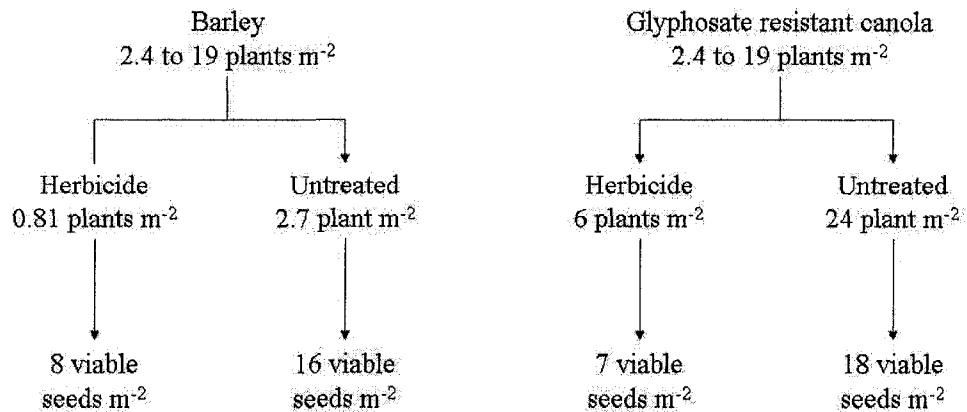 Barley
2.4 to 19 plants m-2
Herbicide
0.81 plants m-2
8 viable
seeds m-2
Untreated
2.7 plant m-2
16 viable
seeds m-2
Glyphosate resistant canola
2.4 to 19 plants m-2
Herbicide
6 plants m-2
7 viable
seeds m-2
Untreated
24 plant m-2
18 viable
seeds m-2